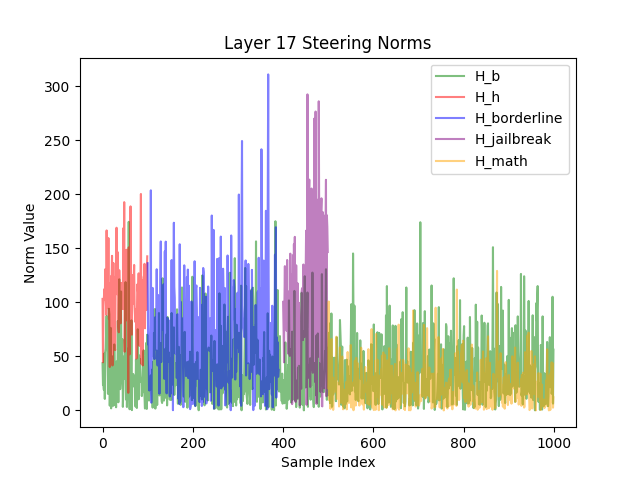 Layer 17 Steering Norms
H_b
H_h
H_borderline
H_jailbreak
H_math
Norm Value
300
250
200
150
100
50
0
0
200
400
600
800
1000
Sample Index